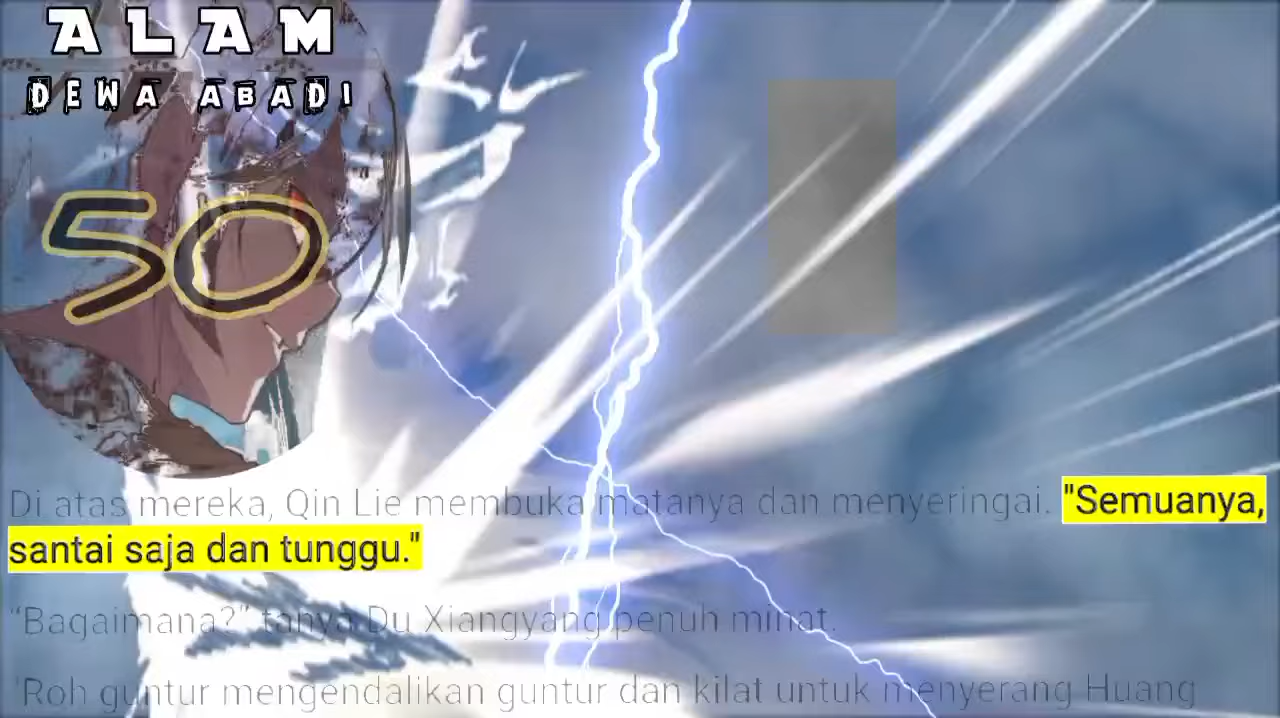 ALAM
DEWA ABADI
50
Di atas mereka, Qin Lie membuka matanya dan menyeringai. "Semuanya,
santai saja dan tunggu."
“Bagaimana?” tanya Du Xiangyang penuh minat.
'Roh guntur mengendalikan guntur dan kilat untuk menyerang Huang